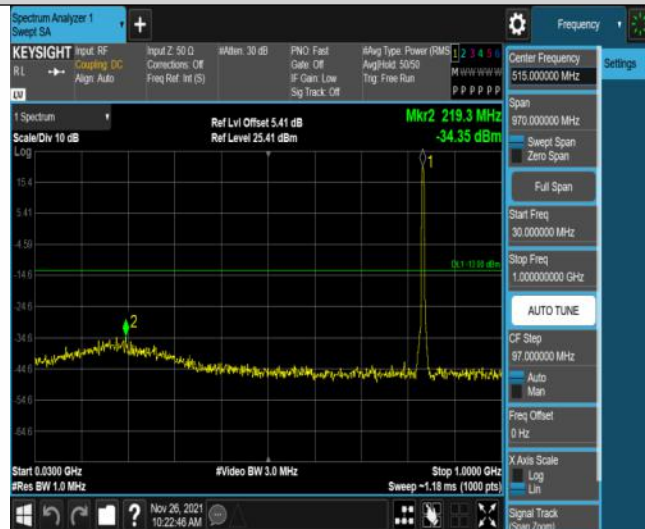 Spectrum Analyzer 1
Swept SA
+
Frequency
KEYSIGHT
RL
LXI
Input: RF
Coupling: DC
Align: Auto
Input Z: 50 Ω
Corrections: Off
Freq Ref: Int (S)
#Atten: 30 dB
PNO: Fast
Gate: Off
IF Gain: Low
Sig Track: Off
#Avg Type: Power (RMS
Avg|Hold: 50/50
Trig: Free Run
1 2 3 4 5 6
M W W W W W
P P P P P P
1 Spectrum
Scale/Div 10 dB
Log
Ref Lvl Offset 5.41 dB
Ref Level 25.41 dBm
Mkr2 219.3 MHz
-34.35 dBm
15.4
5.41
-4.59
-14.6
-24.6
-34.6
-44.6
-54.6
-64.6
1
2
DL1 -13.00 dBm
Start 0.0300 GHz
#Res BW 1.0 MHz
#Video BW 3.0 MHz
Stop 1.0000 GHz
Sweep ~1.18 ms (1000 pts)
Center Frequency
515.000000 MHz
Settings
Span
970.000000 MHz
Swept Span
Zero Span
Full Span
Start Freq
30.000000 MHz
Stop Freq
1.000000000 GHz
AUTO TUNE
CF Step
97.000000 MHz
Auto
Man
Freq Offset
0 Hz
X Axis Scale
Log
Lin
Signal Track
(Span Zoom)
?
Nov 26, 2021
10:22:46 AM